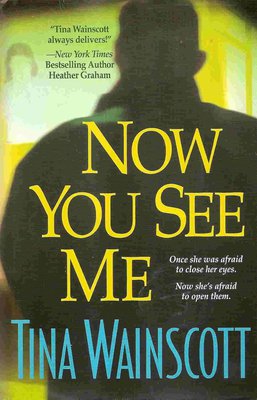 "Tina Wainscott
always delivers!"
—New York Times
Bestselling Author
Heather Graham
NOW
YOU SEE
ME
Once she was afraid
to close her eyes.
Now she's afraid
to open them.
TINA WAINSCOTT